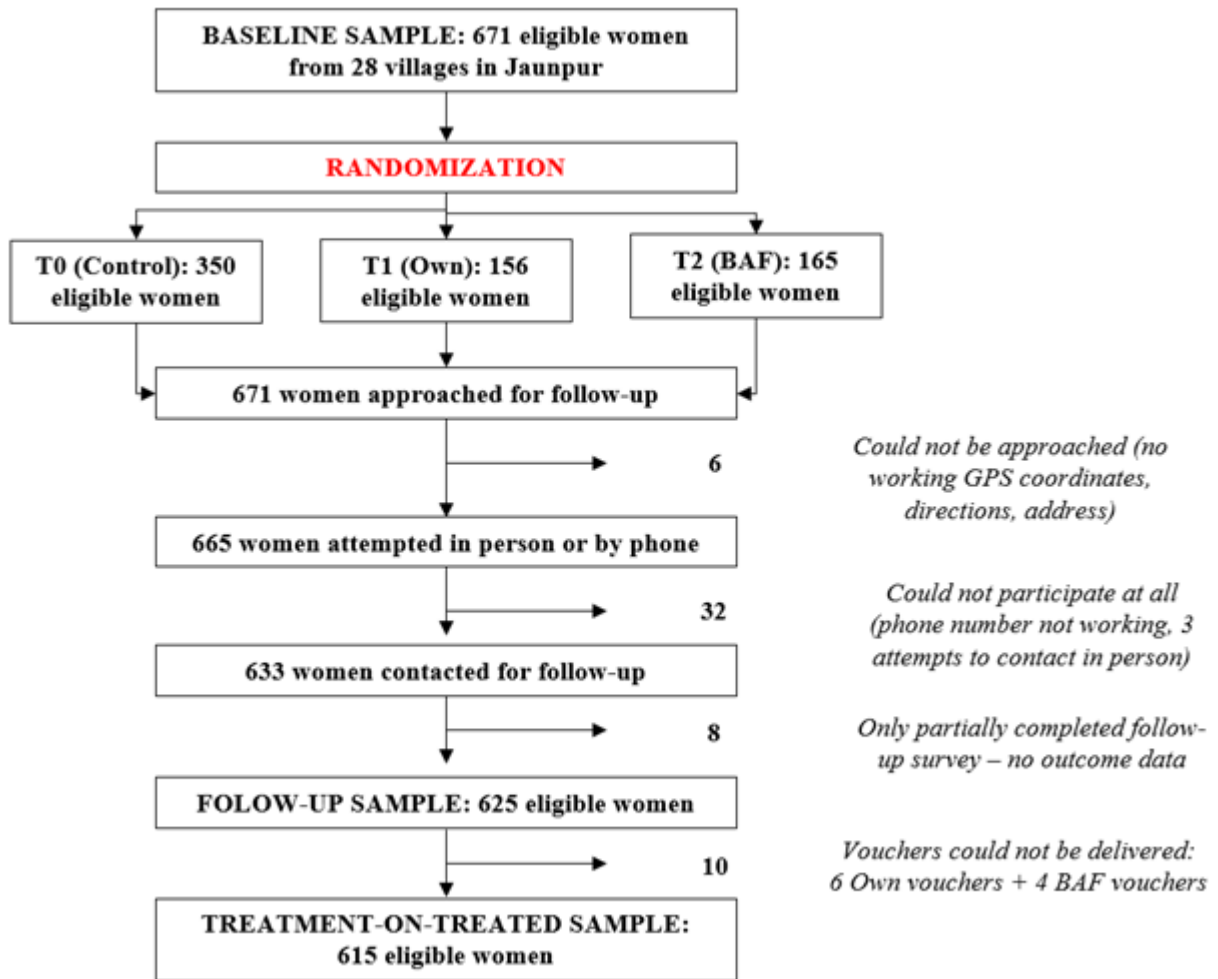 BASELINE SAMPLE: 671 eligible women
from 28 villages in Jaunpur
RANDOMIZATION
T0 (Control): 350
eligible women
T1 (Own): 156
eligible women
T2 (BAF): 165
eligible women
671 women approached for follow-up
6
Could not be approached (no
working GPS coordinates,
directions, address)
665 women attempted in person or by phone
32
Could not participate at all
(phone number not working, 3
attempts to contact in person)
633 women contacted for follow-up
8
Only partially completed follow-
up survey – no outcome data
FOLOW-UP SAMPLE: 625 eligible women
10
Vouchers could not be delivered:
6 Own vouchers + 4 BAF vouchers
TREATMENT-ON-TREATED SAMPLE:
615 eligible women